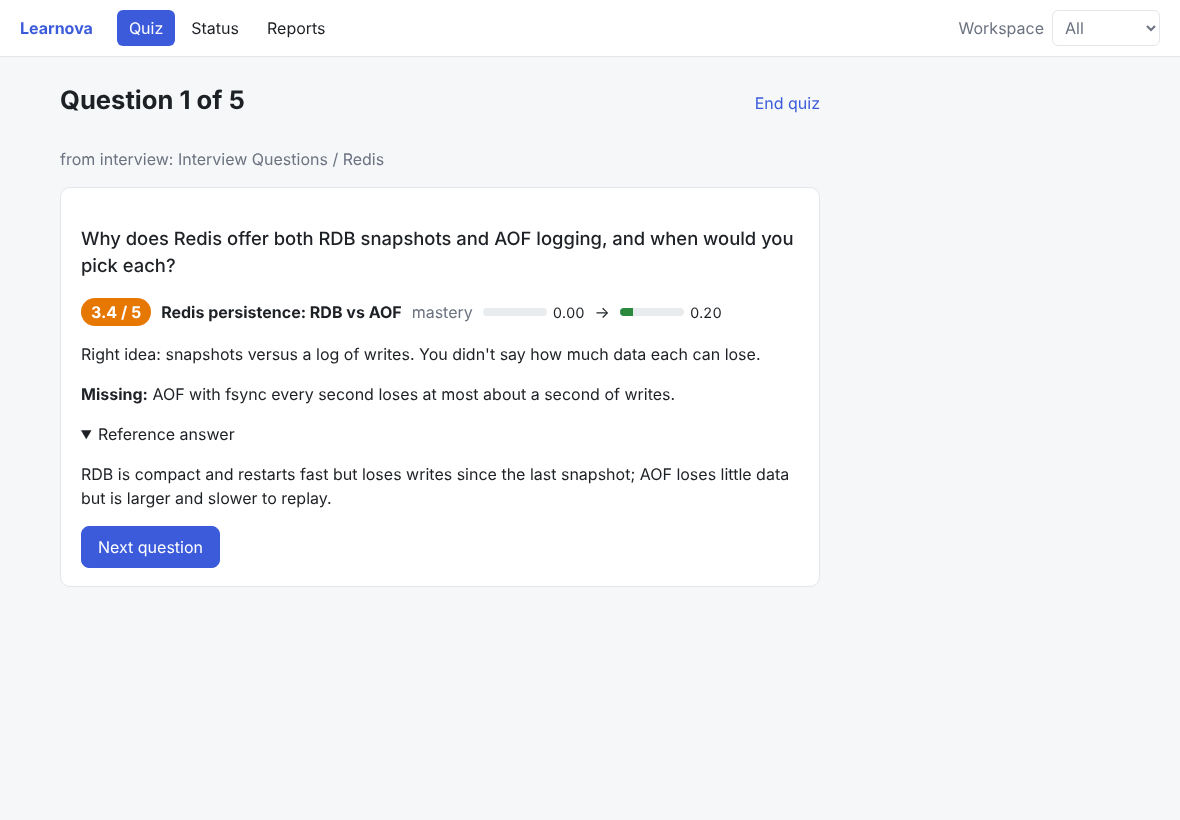 Learnova Quiz Status Reports Workspace All
Question 1 of 5 End quiz
from interview: Interview Questions / Redis
Why does Redis offer both RDB snapshots and AOF logging, and when would you
pick each?
3.4 / 5 Redis persistence: RDB vs AOF mastery 0.00 → 0.20
Right idea: snapshots versus a log of writes. You didn't say how much data each can lose.
Missing: AOF with fsync every second loses at most about a second of writes.
▼ Reference answer
RDB is compact and restarts fast but loses writes since the last snapshot; AOF loses little data
but is larger and slower to replay.
Next question